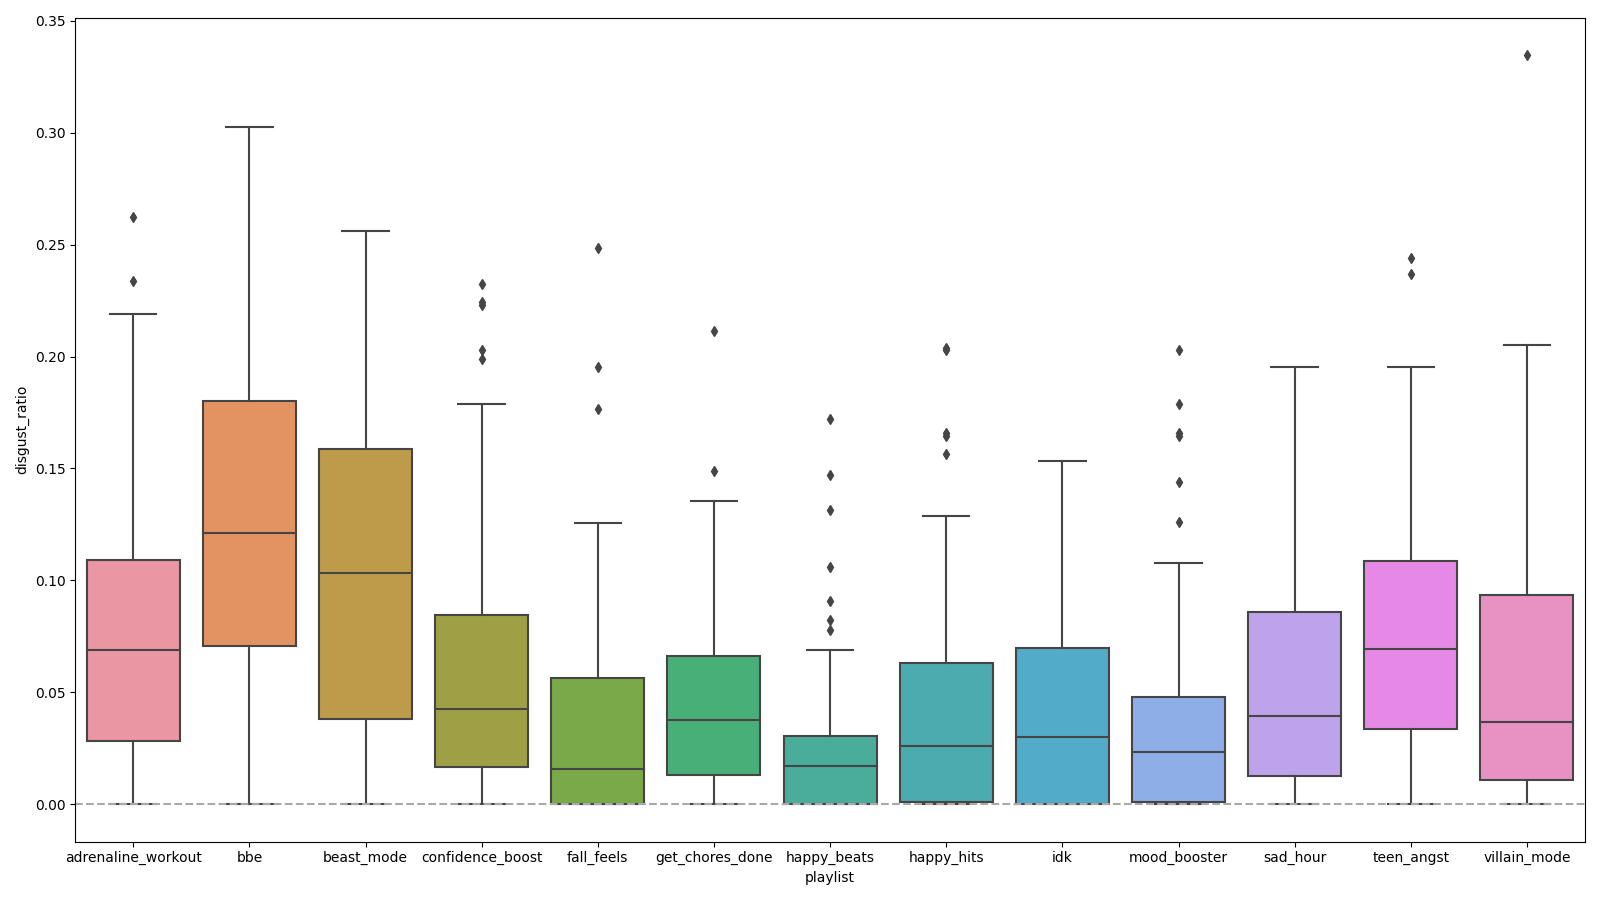 0.35
0.30
0.25
0.20
0.15
0.10
0.05
0.00
disgust_ratio
adrenaline_workout bbe beast_mode confidence_boost fall_feels get_chores_done happy_beats happy_hits idk mood_booster sad_hour teen_angst villain_mode
playlist